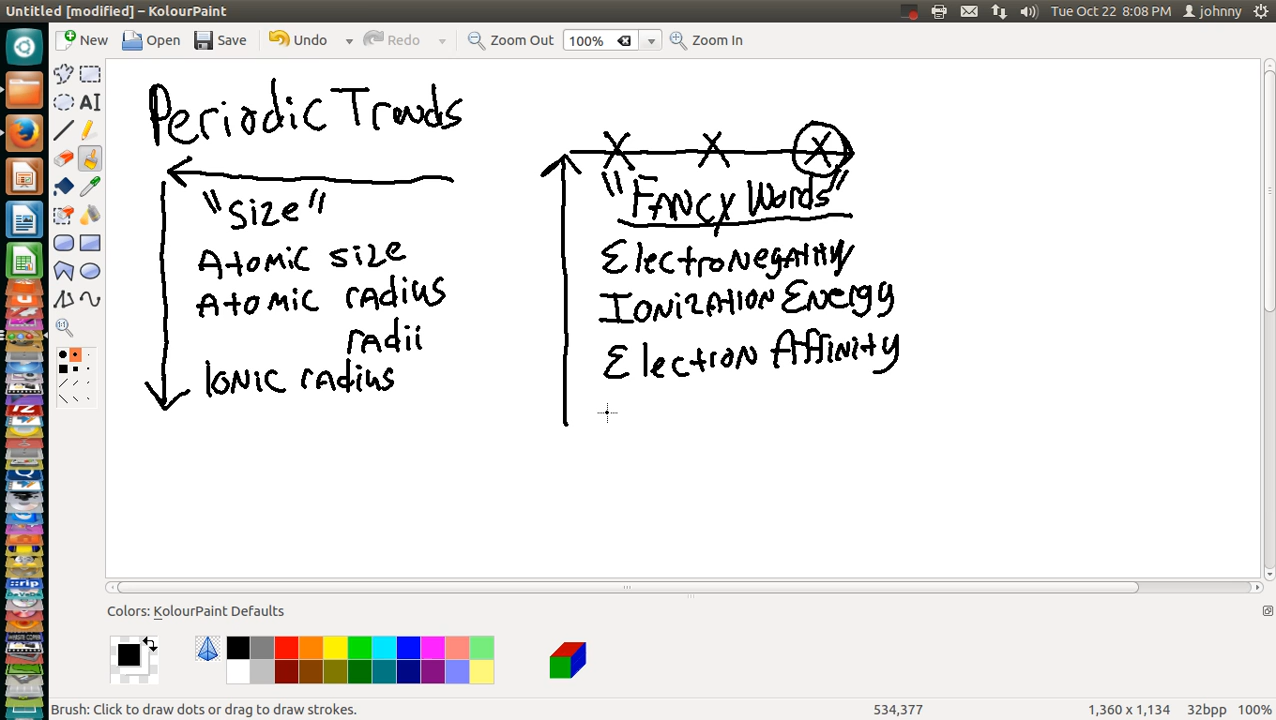 Untitled [modified] – KolourPaint
Tue Oct 22 8:08 PM johnny
New Open Save Undo Redo Zoom Out 100% Zoom In
Periodic Trends
"Size"
Atomic size
Atomic radius
radii
Ionic radius
X X X
"Fancy Words"
Electronegativity
Ionization Energy
Electron Affinity
Colors: KolourPaint Defaults
Brush: Click to draw dots or drag to draw strokes.
534,377
1,360 x 1,134
32bpp
100%